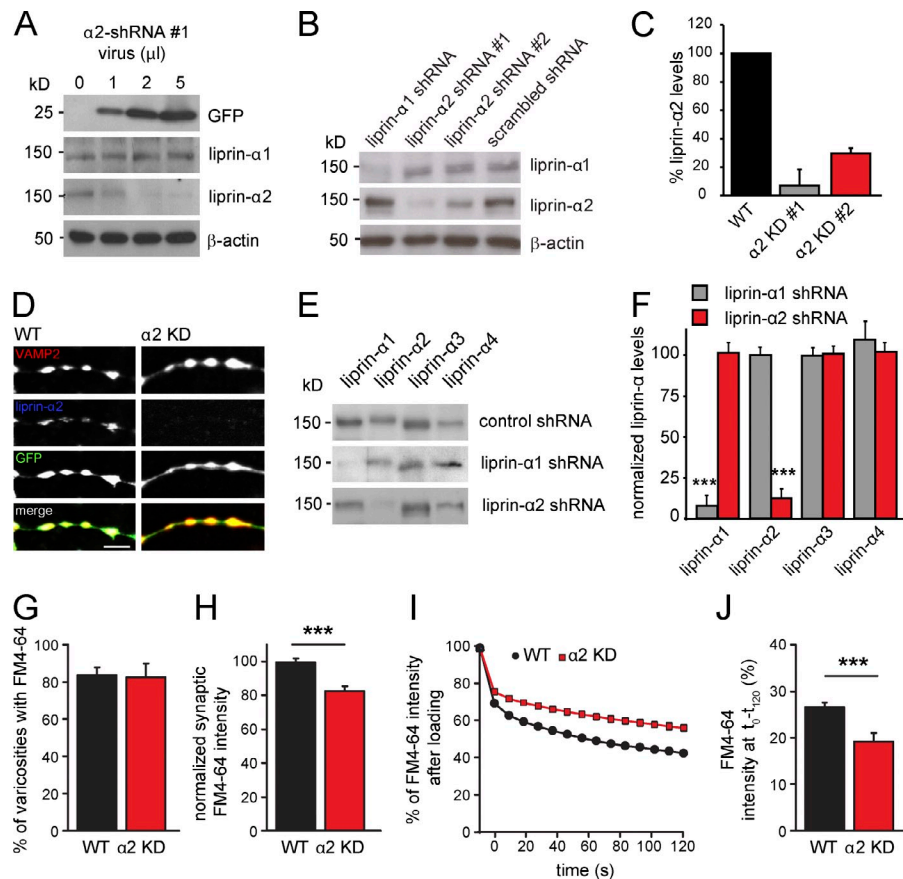 A
α2-shRNA #1
virus (μl)
kD 0 1 2 5
25 GFP
150 liprin-α1
150 liprin-α2
50 β-actin
B
liprin-α1 shRNA
liprin-α2 shRNA #1
liprin-α2 shRNA #2
scrambled shRNA
kD
150 liprin-α1
150 liprin-α2
50 β-actin
C
% liprin-α2 levels
120
100
80
60
40
20
0
WT
α2 KD #1
α2 KD #2
D
WT α2 KD
VAMP2
liprin-α2
GFP
merge
E
liprin-α1
liprin-α2
liprin-α3
liprin-α4
kD
150 control shRNA
150 liprin-α1 shRNA
150 liprin-α2 shRNA
F
liprin-α1 shRNA
liprin-α2 shRNA
normalized liprin-α levels
100
75
50
25
0
*** ***
liprin-α1
liprin-α2
liprin-α3
liprin-α4
G
% of varicosities with FM4-64
100
80
60
40
20
0
WT α2 KD
H
normalized synaptic
FM4-64 intensity
120
100
80
60
40
20
0
***
WT α2 KD
I
WT α2 KD
% of FM4-64 intensity
after loading
100
80
60
40
20
0
0 20 40 60 80 100 120
time (s)
J
FM4-64
intensity at t0-t120 (%)
40
30
20
10
0
***
WT α2 KD